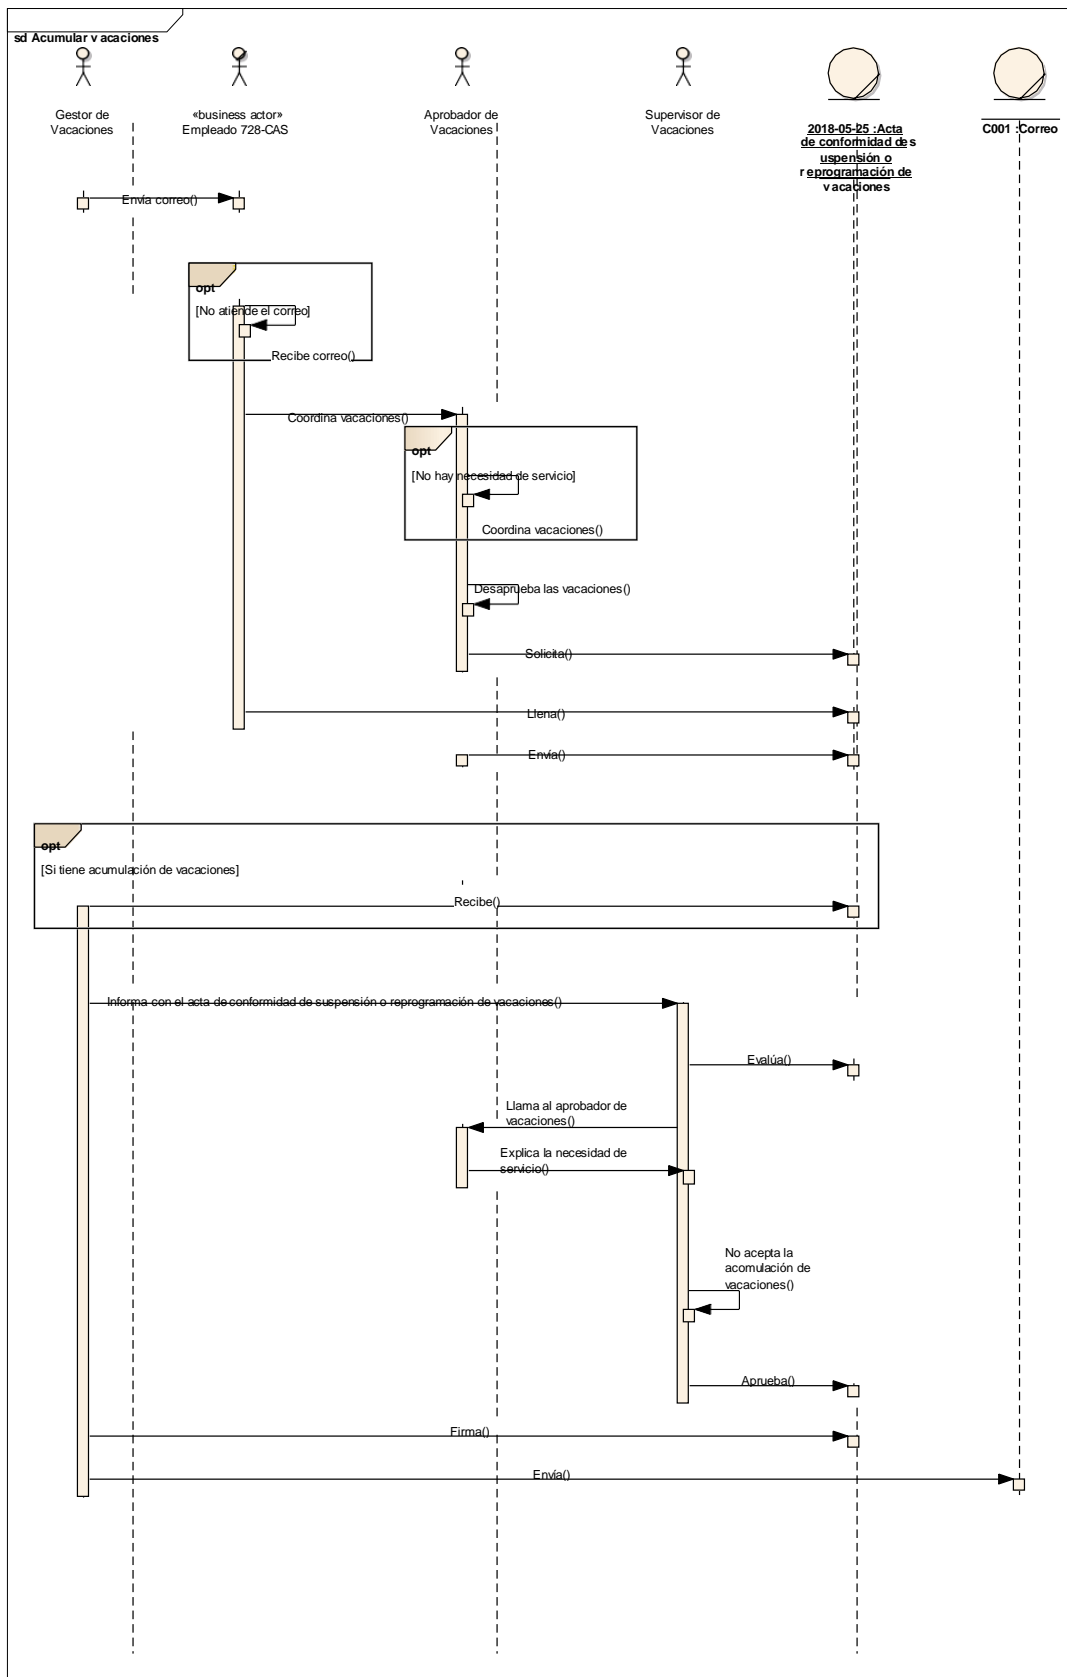 sd Acumular v acaciones
Gestor de
Vacaciones
«business actor»
Empleado 728-CAS
Aprobador de
Vacaciones
Supervisor de
Vacaciones
2018-05-25 :Acta
de conformidad de s
uspensión o
r eprogramación de
v acaciones
C001 :Correo
Envía correo()
opt
[No atiende el correo]
Recibe correo()
Coordina vacaciones()
opt
[No hay necesidad de servicio]
Coordina vacaciones()
Desaprueba las vacaciones()
Solicita()
Llena()
Envía()
opt
[Si tiene acumulación de vacaciones]
Recibe()
Informa con el acta de conformidad de suspensión o reprogramación de vacaciones()
Evalúa()
Llama al aprobador de
vacaciones()
Explica la necesidad de
servicio()
No acepta la
acomulación de
vacaciones()
Aprueba()
Firma()
Envía()